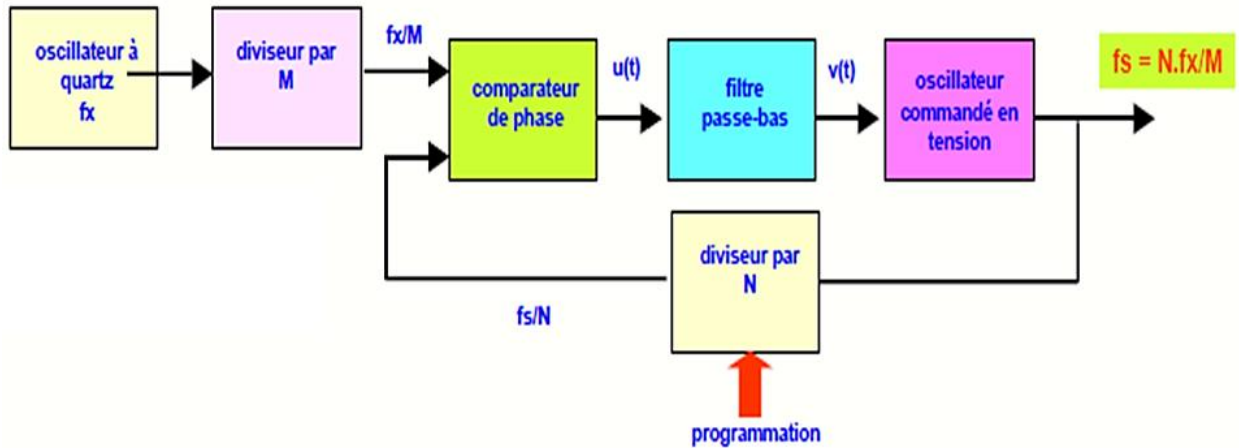 oscillateur à
quartz
fx
diviseur par
M
fx/M
comparateur
de phase
u(t)
filtre
passe-bas
v(t)
oscillateur
commandé en
tension
fs = N.fx/M
diviseur par
N
fs/N
programmation